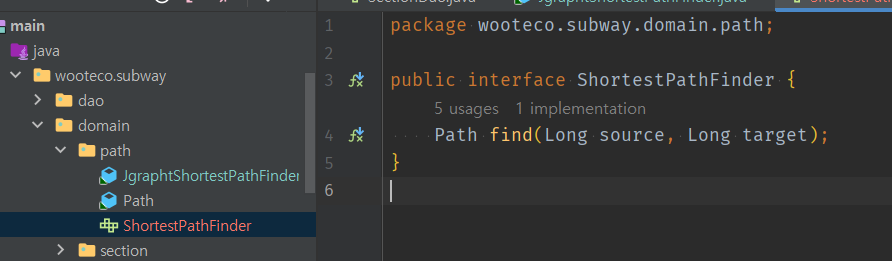 main
java
wooteco.subway
dao
domain
path
JgraphtShortestPathFinder
Path
ShortestPathFinder
section
1 package wooteco.subway.domain.path;
2
3 public interface ShortestPathFinder {
5 usages 1 implementation
4 Path find(Long source, Long target);
5 }
6